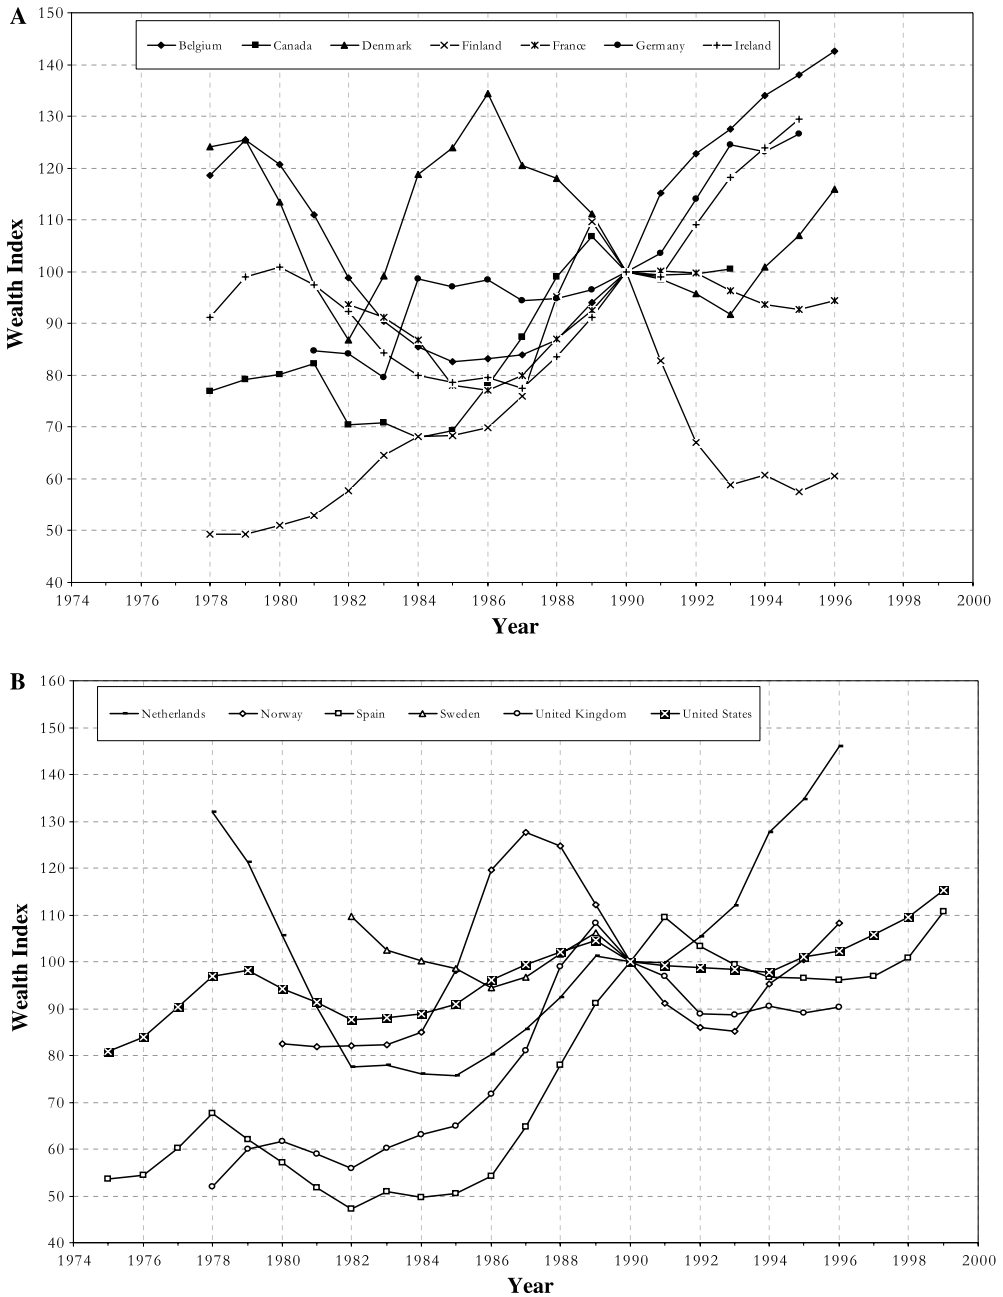 A
150
140
130
120
110
100
90
80
70
60
50
40
Wealth Index
Belgium Canada Denmark Finland France Germany Ireland
1974 1976 1978 1980 1982 1984 1986 1988 1990 1992 1994 1996 1998 2000
Year
B
160
150
140
130
120
110
100
90
80
70
60
50
40
Wealth Index
Netherlands Norway Spain Sweden United Kingdom United States
1974 1976 1978 1980 1982 1984 1986 1988 1990 1992 1994 1996 1998 2000
Year